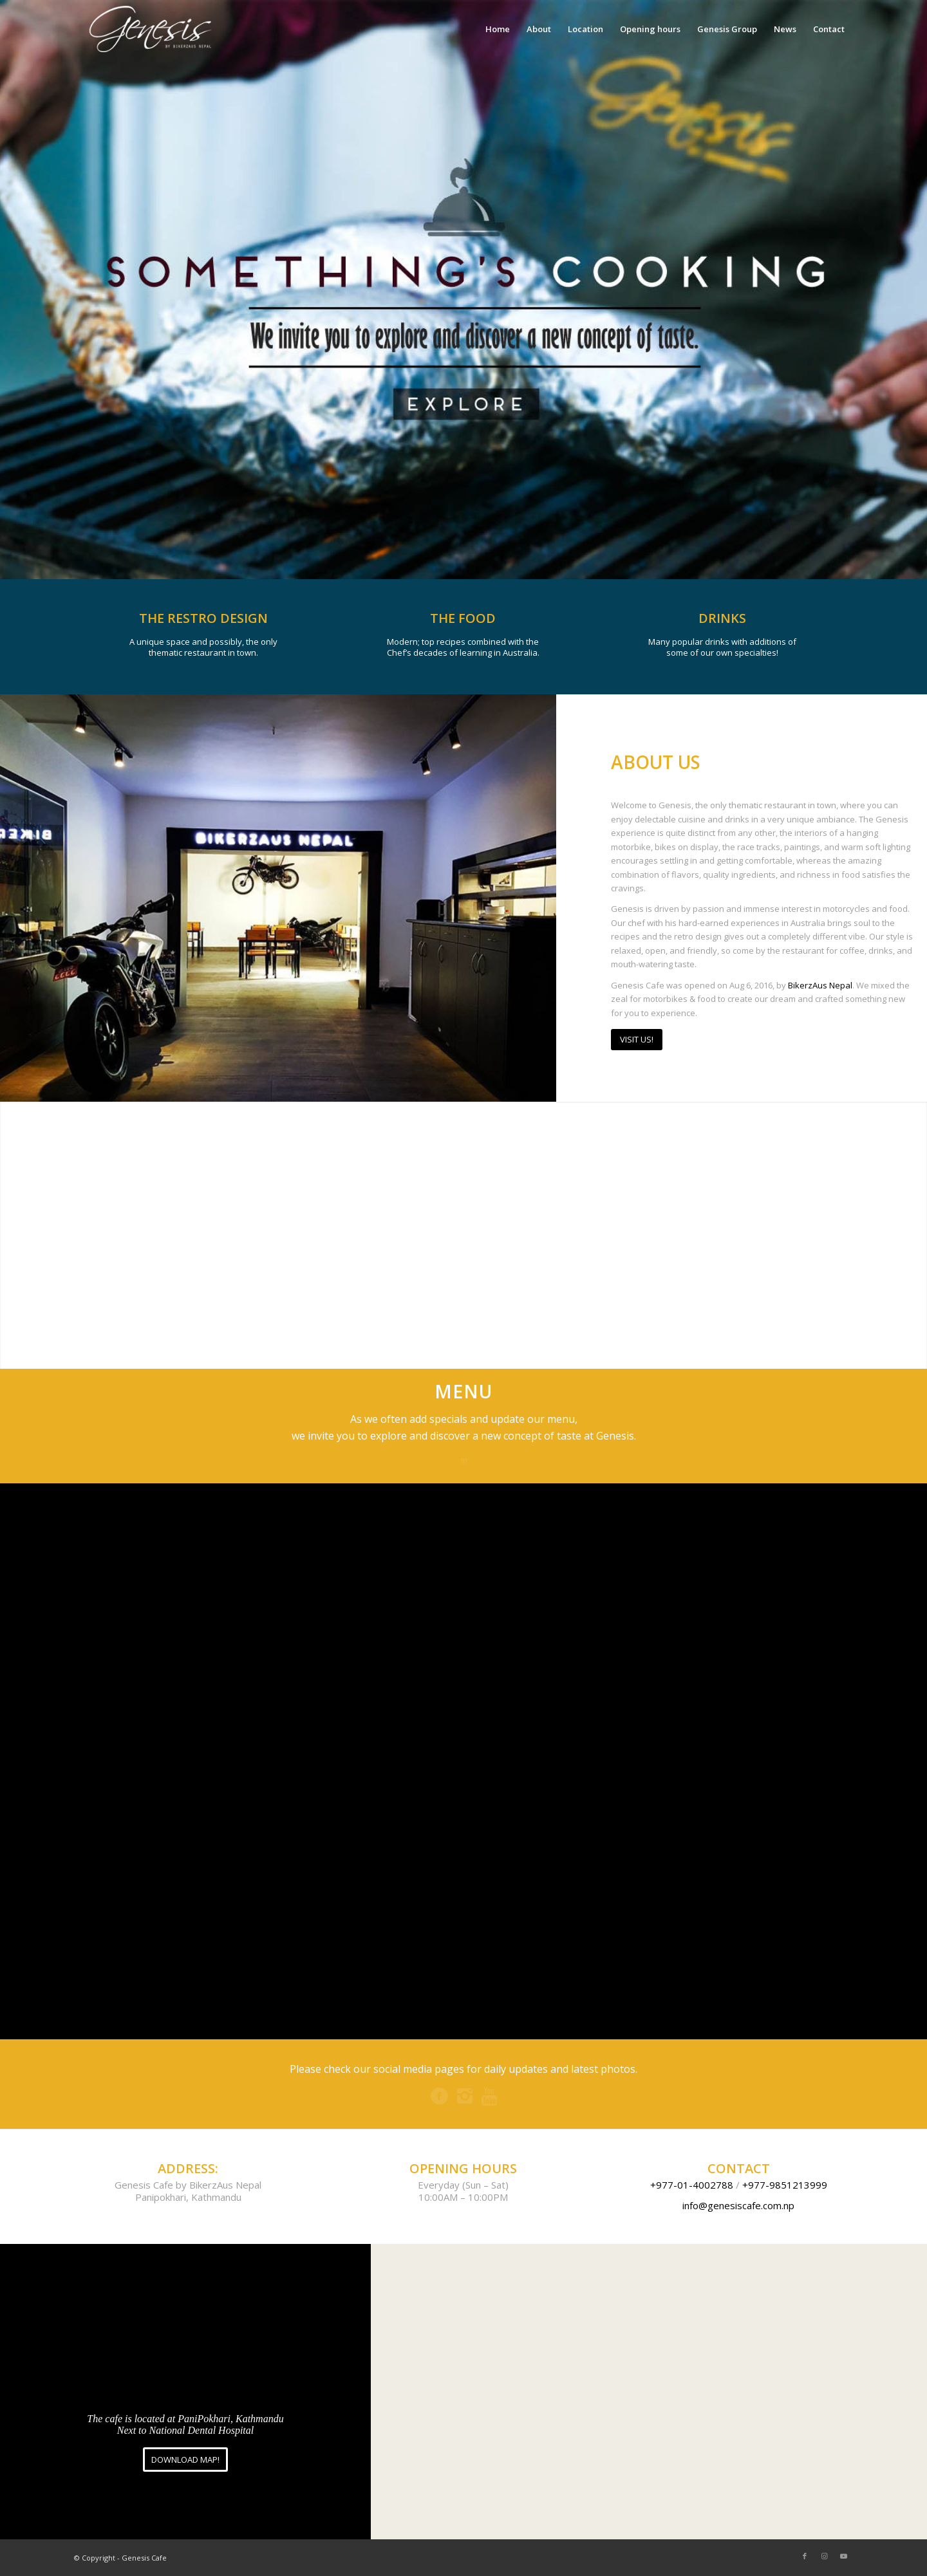 Genesis
BY BIKERZAUS NEPAL
Home
About
Location
Opening hours
Genesis Group
News
Contact
Genesis
SOMETHING'S COOKING
We invite you to explore and discover a new concept of taste.
EXPLORE
THE RESTRO DESIGN
A unique space and possibly, the only
thematic restaurant in town.
THE FOOD
Modern; top recipes combined with the
Chef's decades of learning in Australia.
DRINKS
Many popular drinks with additions of
some of our own specialties!
BIKERZAUS NEPAL
ABOUT US
Welcome to Genesis, the only thematic restaurant in town, where you can
enjoy delectable cuisine and drinks in a very unique ambiance. The Genesis
experience is quite distinct from any other, the interiors of a hanging
motorbike, bikes on display, the race tracks, paintings, and warm soft lighting
encourages settling in and getting comfortable, whereas the amazing
combination of flavors, quality ingredients, and richness in food satisfies the
cravings.
Genesis is driven by passion and immense interest in motorcycles and food.
Our chef with his hard-earned experiences in Australia brings soul to the
recipes and the retro design gives out a completely different vibe. Our style is
relaxed, open, and friendly, so come by the restaurant for coffee, drinks, and
mouth-watering taste.
Genesis Cafe was opened on Aug 6, 2016, by BikerzAus Nepal. We mixed the
zeal for motorbikes & food to create our dream and crafted something new
for you to experience.
VISIT US!
MENU
As we often add specials and update our menu,
we invite you to explore and discover a new concept of taste at Genesis.
Please check our social media pages for daily updates and latest photos.
ADDRESS:
Genesis Cafe by BikerzAus Nepal
Panipokhari, Kathmandu
OPENING HOURS
Everyday (Sun – Sat)
10:00AM – 10:00PM
CONTACT
+977-01-4002788 / +977-9851213999
info@genesiscafe.com.np
The cafe is located at PaniPokhari, Kathmandu
Next to National Dental Hospital
DOWNLOAD MAP!
© Copyright - Genesis Cafe